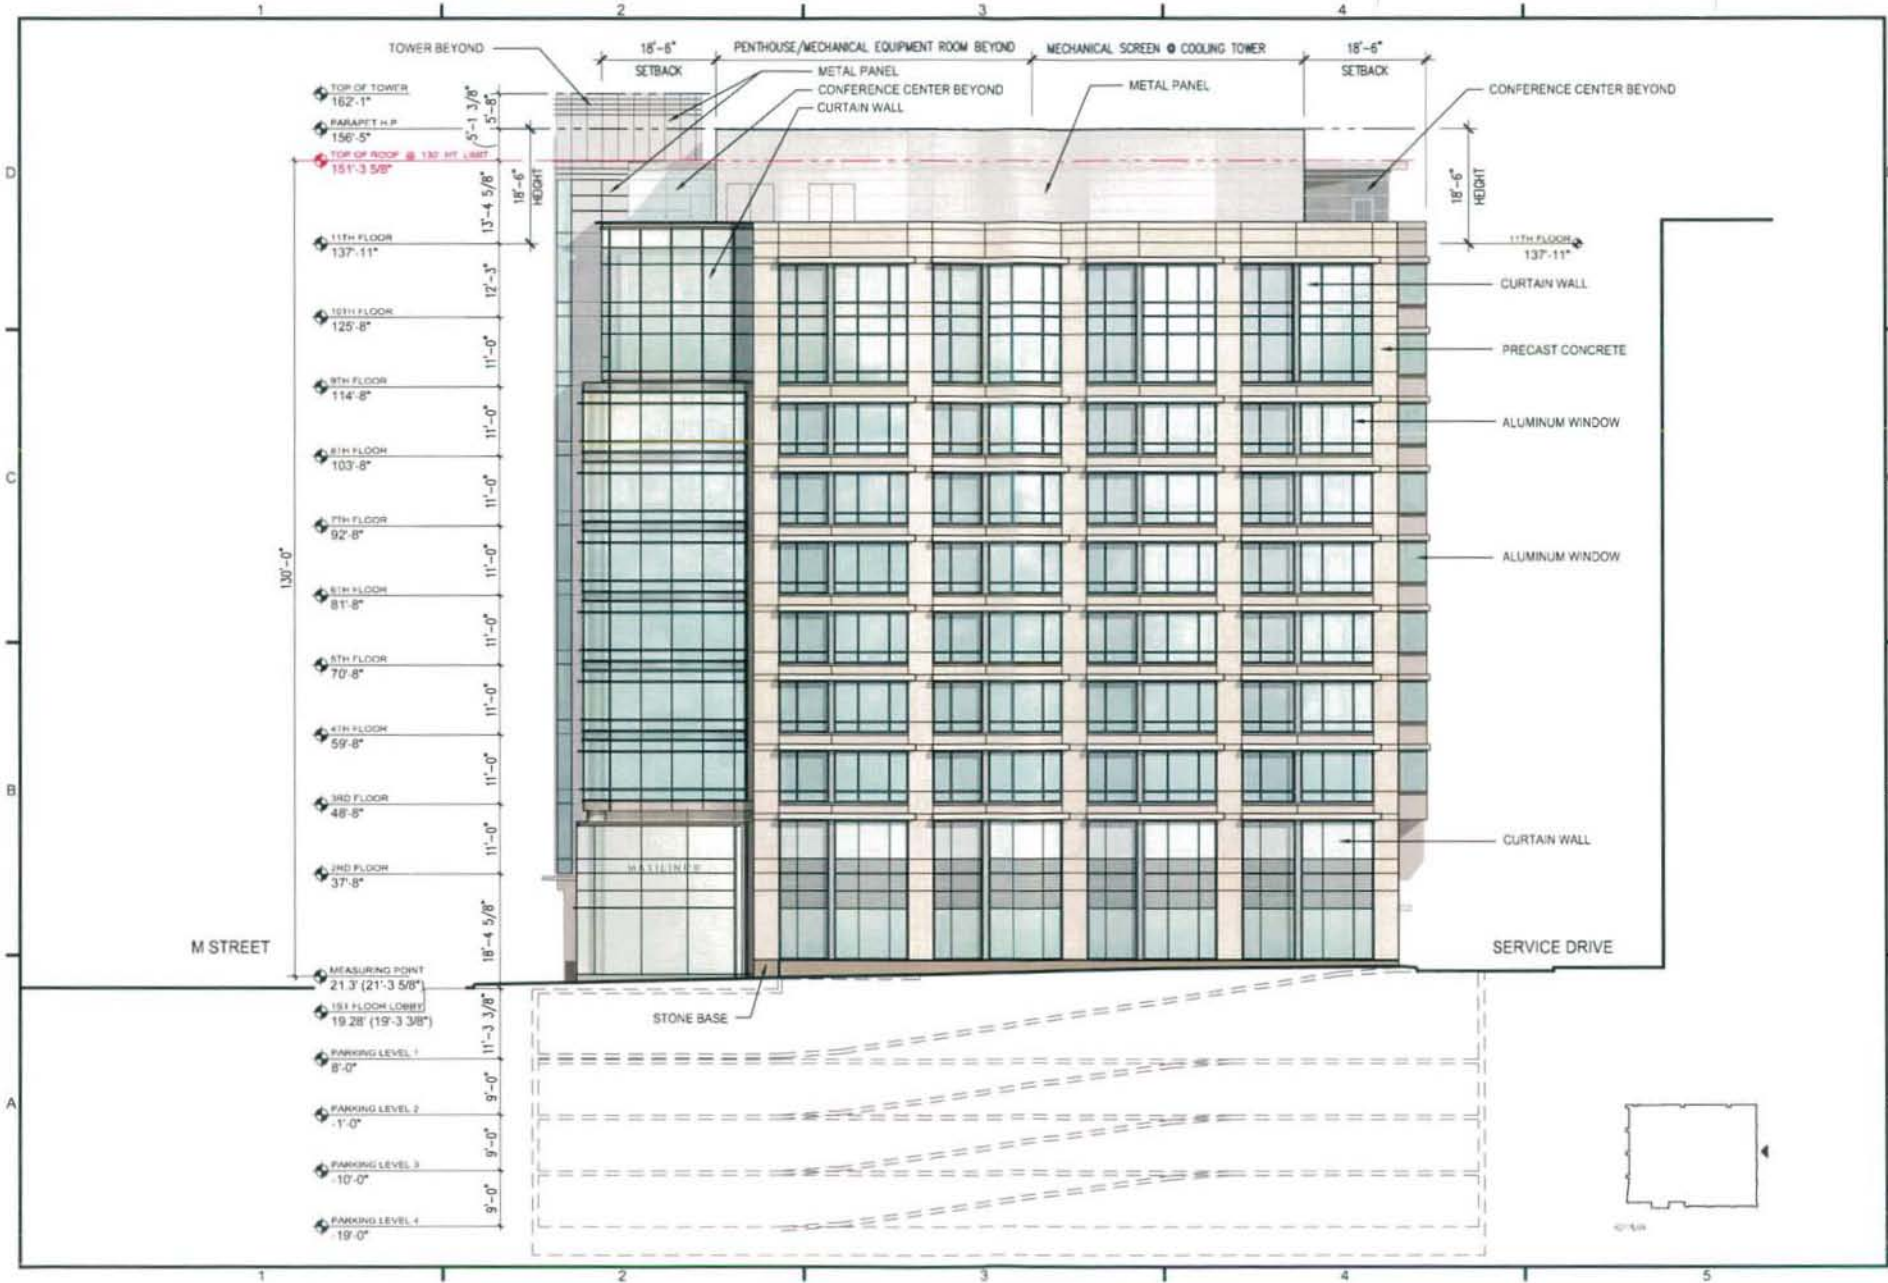 1 2 3 4
TOWER BEYOND
18'-6"
SETBACK
PENTHOUSE/MECHANICAL EQUIPMENT ROOM BEYOND
MECHANICAL SCREEN @ COOLING TOWER
18'-6"
SETBACK
METAL PANEL
CONFERENCE CENTER BEYOND
CURTAIN WALL
METAL PANEL
CONFERENCE CENTER BEYOND
TOP OF TOWER
162'-1"
PARAPET H.P
156'-5"
TOP OF ROOF @ 130' HT LIMIT
151'-3 5/8"
5'-8"
5'-1 3/8"
13'-4 5/8"
18'-6"
HEIGHT
18'-6"
HEIGHT
D
11TH FLOOR
137'-11"
11TH FLOOR
137'-11"
12'-3"
CURTAIN WALL
10TH FLOOR
125'-8"
11'-0"
PRECAST CONCRETE
9TH FLOOR
114'-8"
11'-0"
ALUMINUM WINDOW
8TH FLOOR
103'-8"
C
11'-0"
7TH FLOOR
92'-8"
11'-0"
130'-0"
ALUMINUM WINDOW
6TH FLOOR
81'-8"
11'-0"
5TH FLOOR
70'-8"
11'-0"
4TH FLOOR
59'-8"
11'-0"
B
3RD FLOOR
48'-8"
11'-0"
CURTAIN WALL
2ND FLOOR
37'-8"
18'-4 5/8"
M STREET
SERVICE DRIVE
MEASURING POINT
21.3' (21'-3 5/8")
1ST FLOOR LOBBY
19.28' (19'-3 3/8")
STONE BASE
11'-3 3/8"
PARKING LEVEL 1
8'-0"
9'-0"
A
PARKING LEVEL 2
-1'-0"
9'-0"
PARKING LEVEL 3
-10'-0"
9'-0"
PARKING LEVEL 4
-19'-0"
1 2 3 4 5